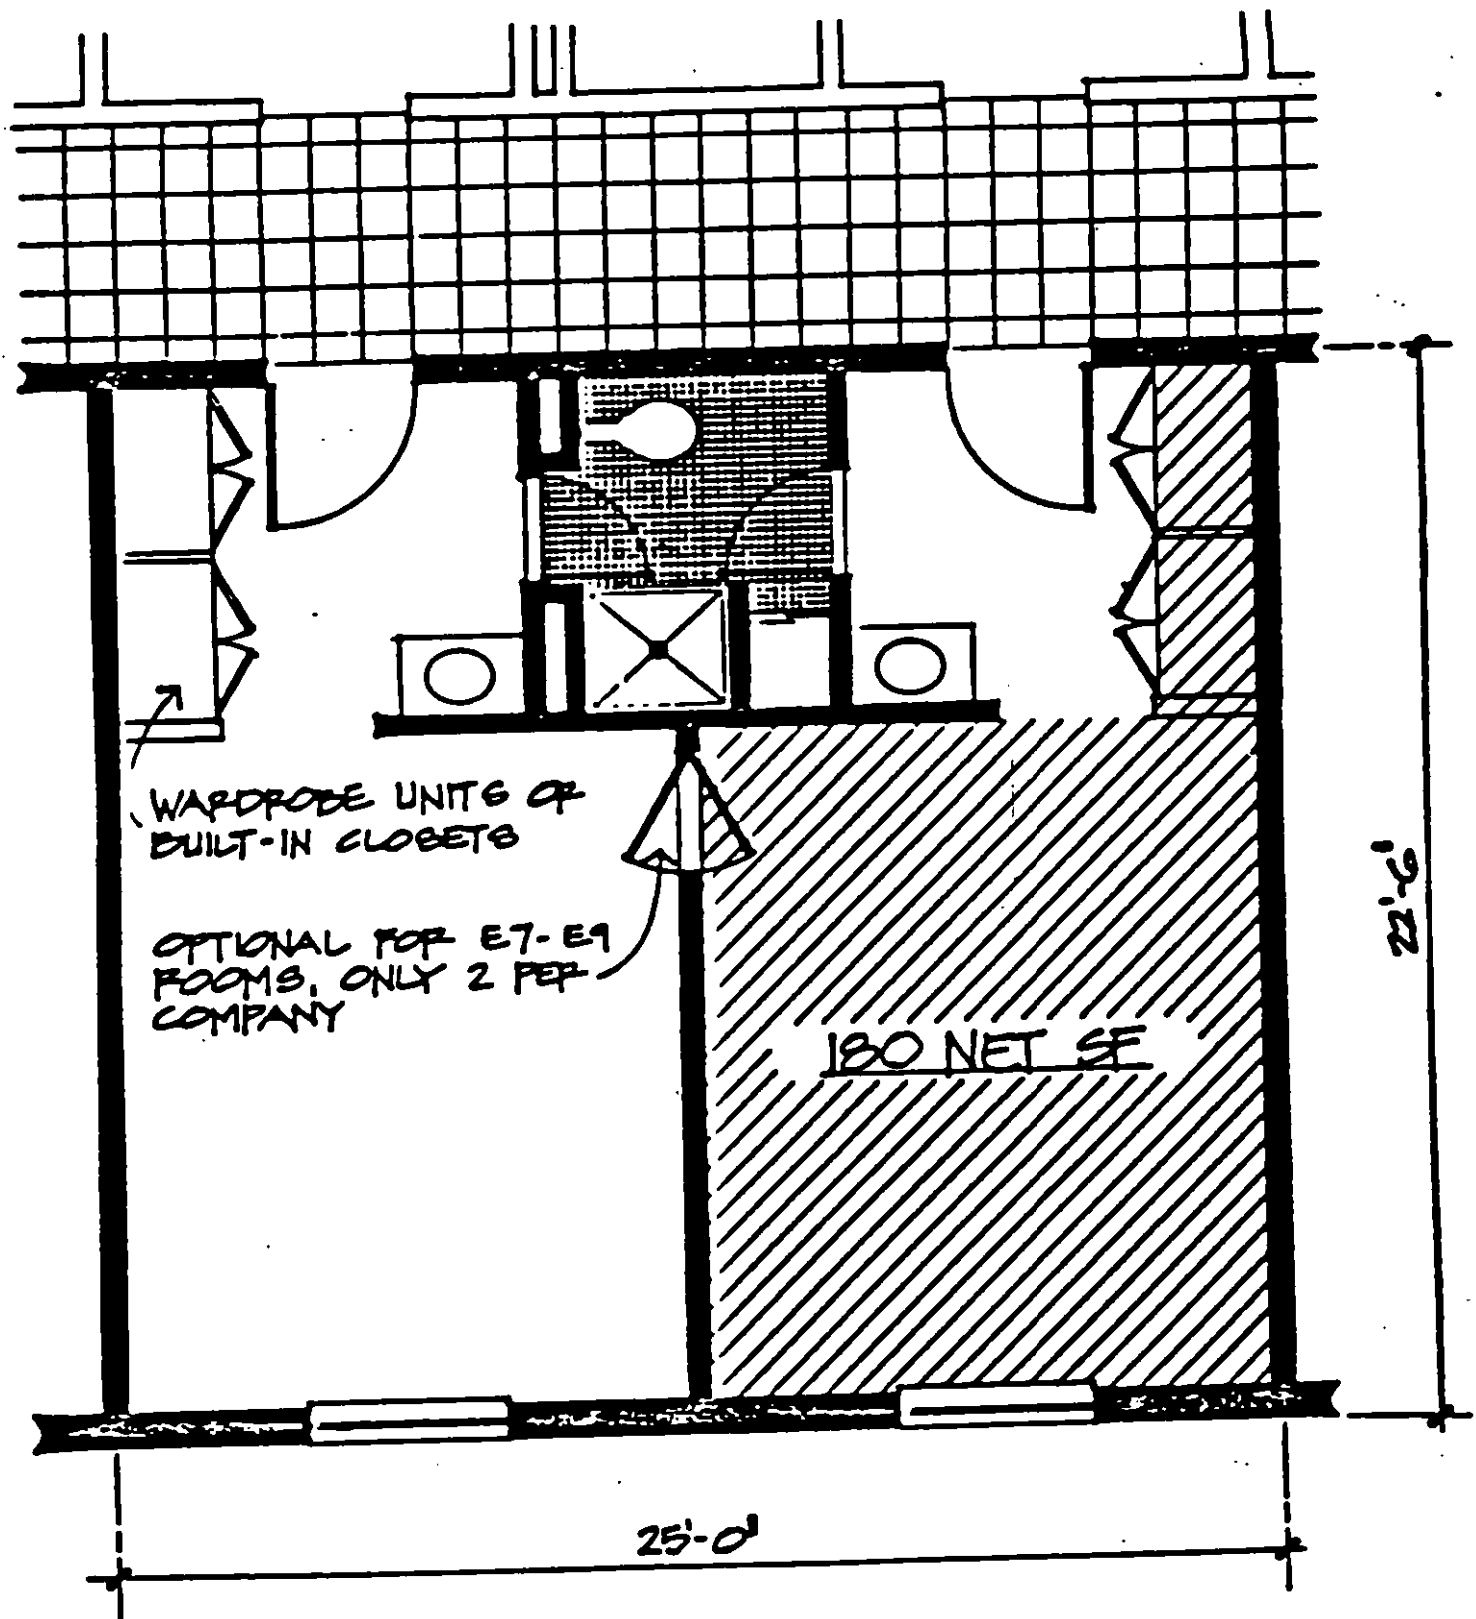 WARDROBE UNITS OR
BUILT-IN CLOSETS
OPTIONAL FOR E7-E9
ROOMS, ONLY 2 PER
COMPANY
180 NET SF
22'-6"
25'-0"